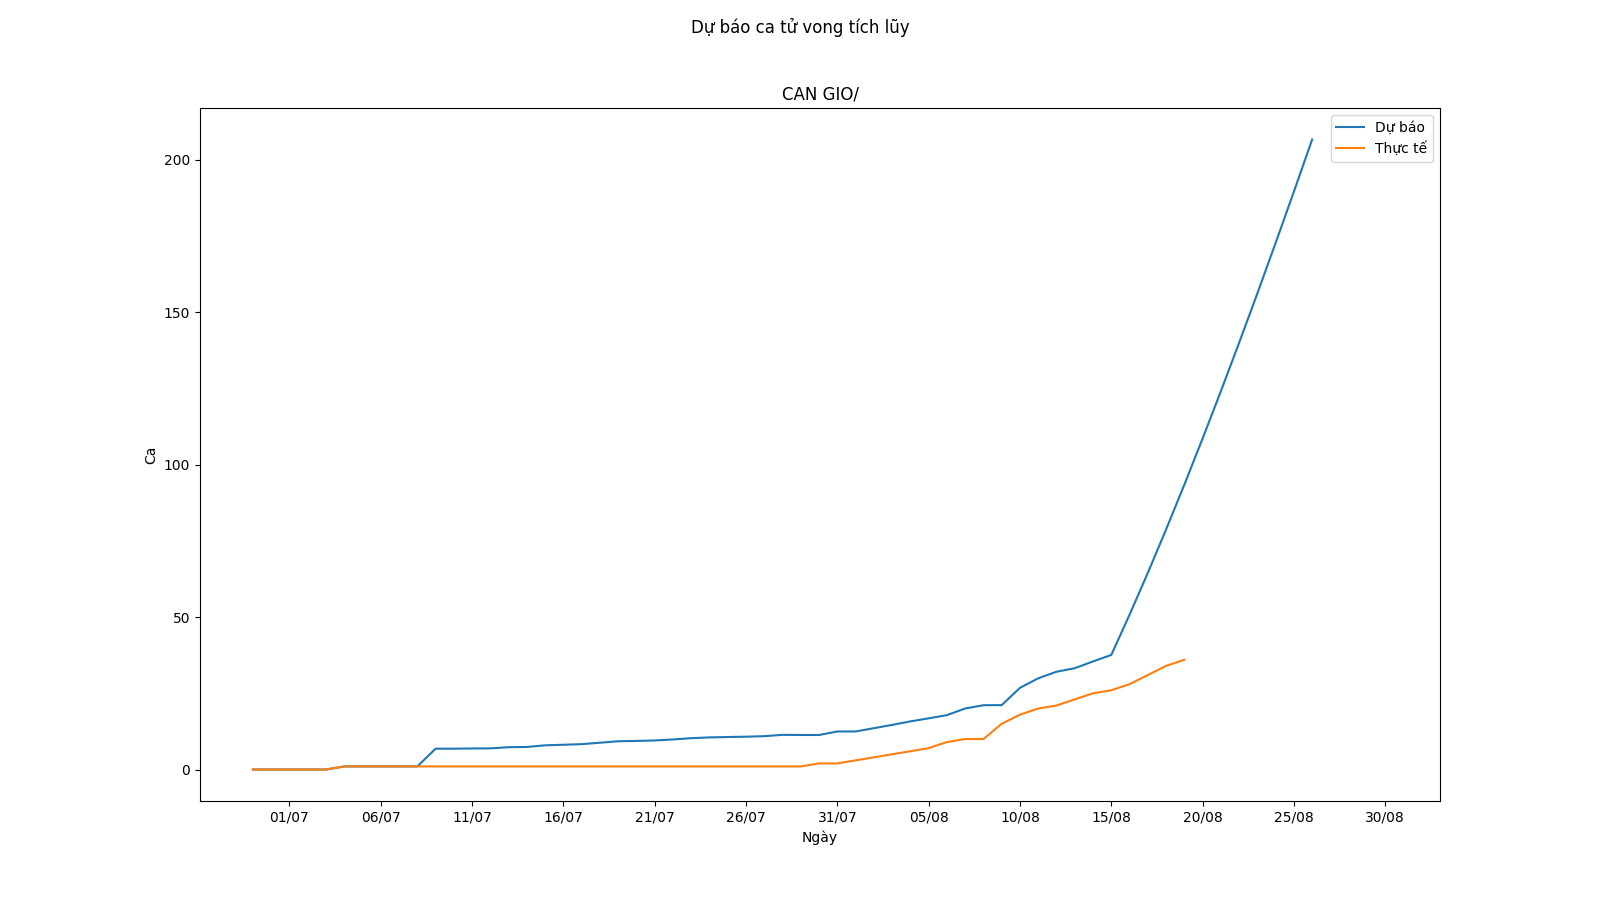 Dự báo ca tử vong tích lũy
CAN GIO/
Dự báo
Thực tế
200
150
100
50
0
Ca
01/07 06/07 11/07 16/07 21/07 26/07 31/07 05/08 10/08 15/08 20/08 25/08 30/08
Ngày